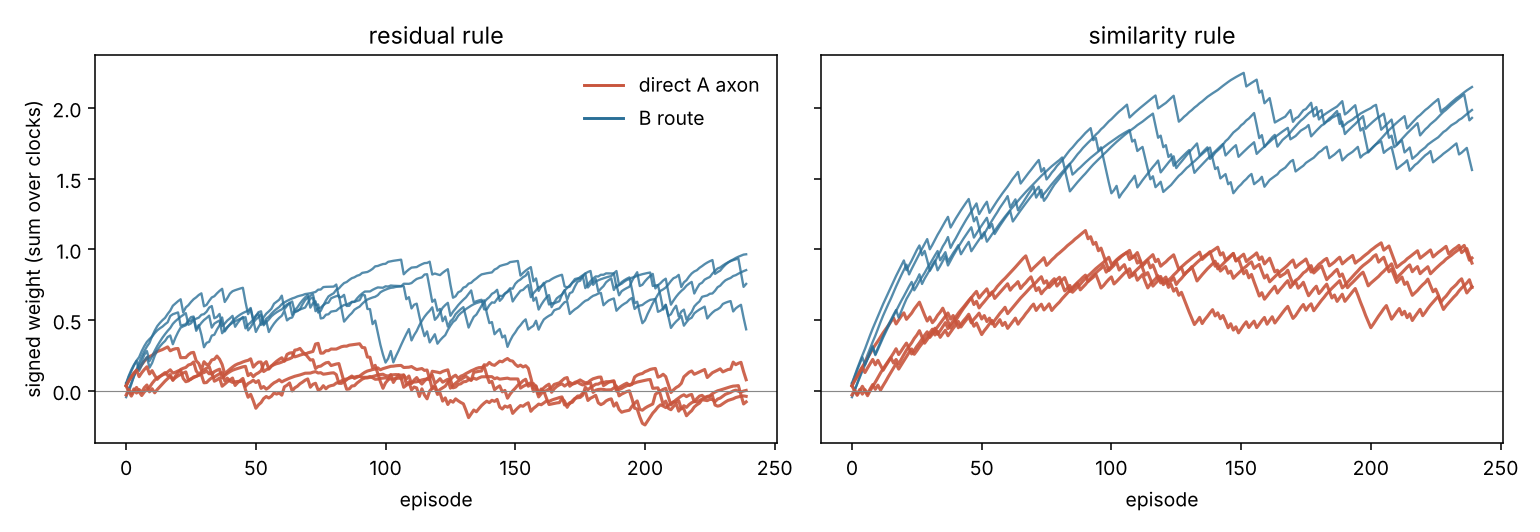 residual rule
similarity rule
signed weight (sum over clocks)
2.0
1.5
1.0
0.5
0.0
direct A axon
B route
0 50 100 150 200 250
0 50 100 150 200 250
episode
episode